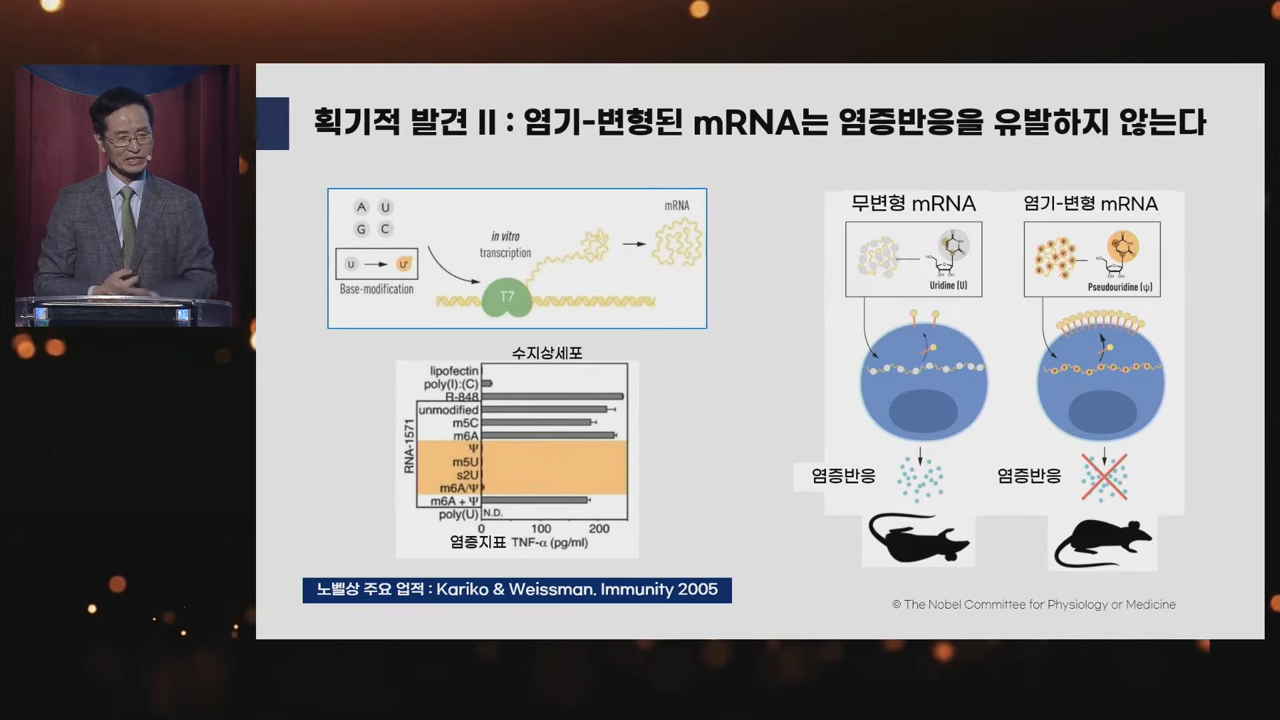 획기적 발견 II : 염기-변형된 mRNA는 염증반응을 유발하지 않는다
A U
G C
U U*
Base-modification
in vitro
transcription
T7
mRNA
수지상세포
lipofectin
poly(I):(C)
R-848
RNA-1571
unmodified
m5C
m6A
Ψ
m5U
s2U
m6A/Ψ
m6A + Ψ
poly(U) N.D.
0 100 200
염증지표 TNF-α (pg/ml)
노벨상 주요 업적 : Kariko & Weissman. Immunity 2005
무변형 mRNA
Uridine (U)
염증반응
염기-변형 mRNA
Pseudouridine (ψ)
염증반응
© The Nobel Committee for Physiology or Medicine